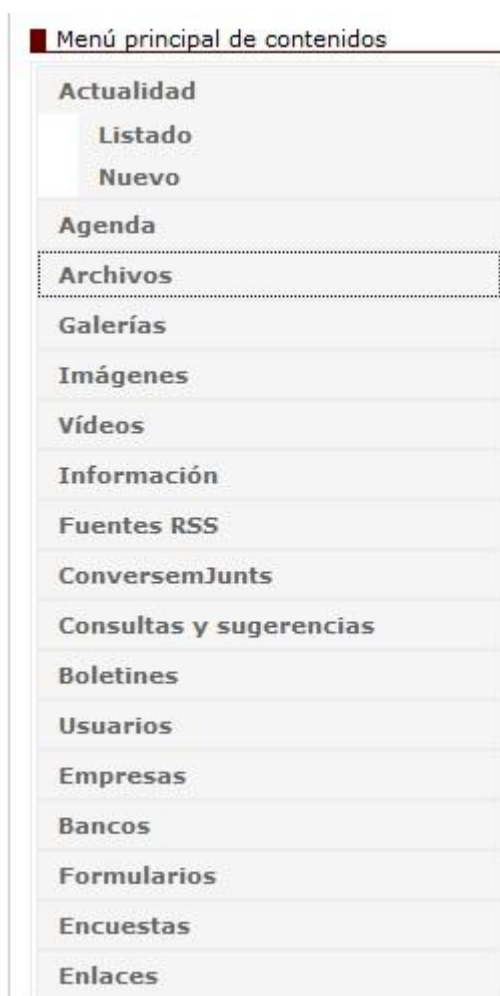 Menú principal de contenidos
Actualidad
Listado
Nuevo
Agenda
Archivos
Galerías
Imágenes
Vídeos
Información
Fuentes RSS
ConversemJunts
Consultas y sugerencias
Boletines
Usuarios
Empresas
Bancos
Formularios
Encuestas
Enlaces